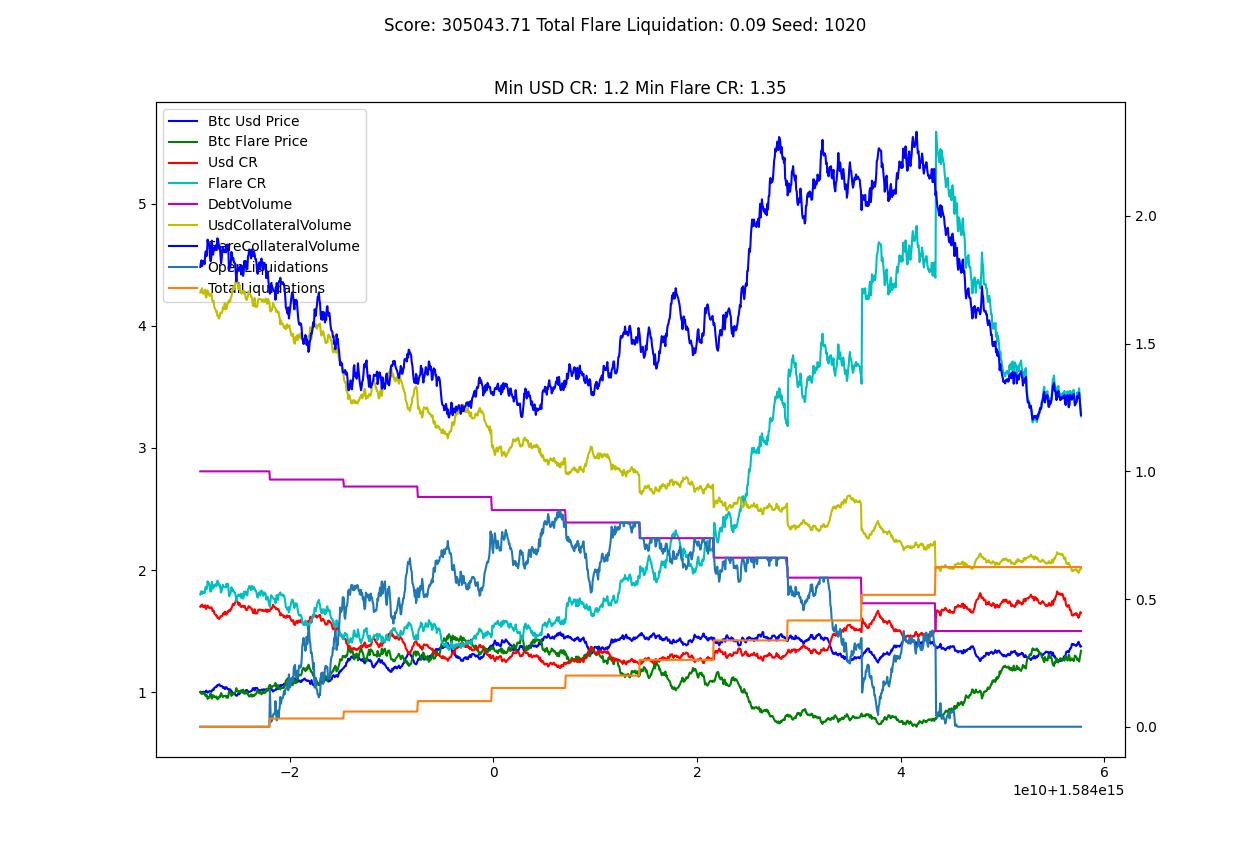 Score: 305043.71 Total Flare Liquidation: 0.09 Seed: 1020
Min USD CR: 1.2 Min Flare CR: 1.35
Btc Usd Price
Btc Flare Price
Usd CR
Flare CR
DebtVolume
UsdCollateralVolume
FlareCollateralVolume
OpenLiquidations
TotalLiquidations
5
4
3
2
1
2.0
1.5
1.0
0.5
0.0
−2 0 2 4 6
1e10+1.584e15